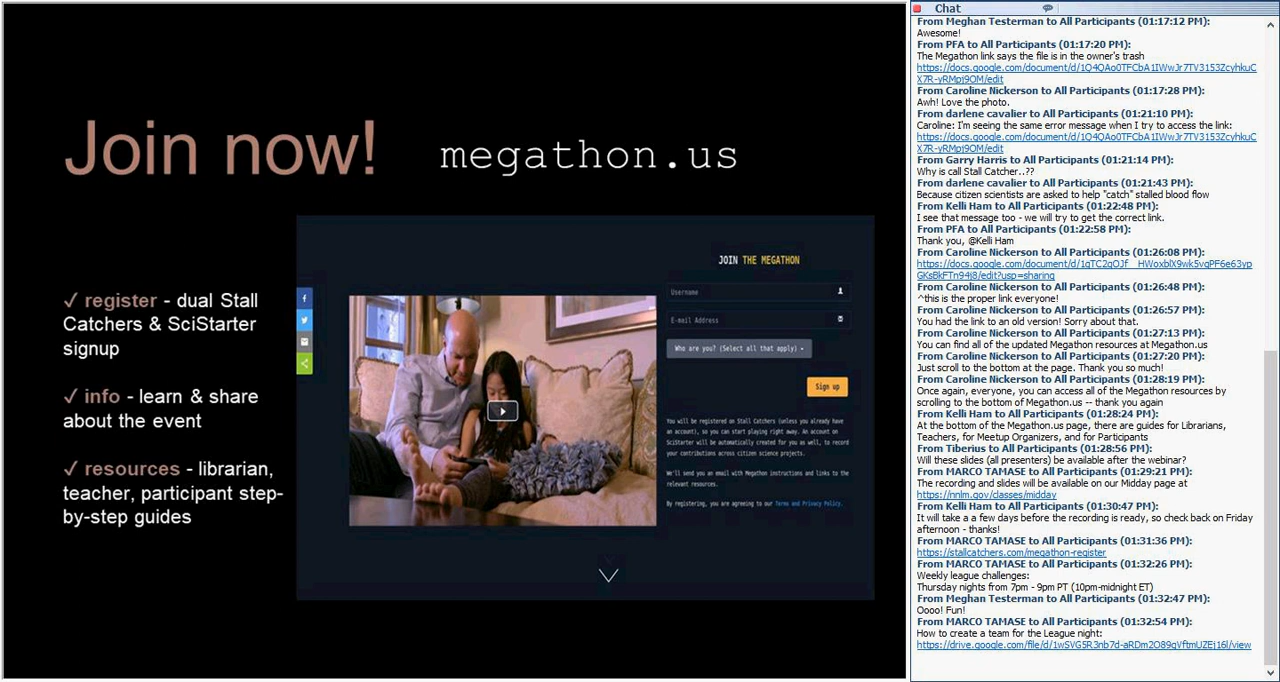 Join now!
megathon.us
✓ register - dual Stall
Catchers & SciStarter
signup
✓ info - learn & share
about the event
✓ resources - librarian,
teacher, participant step-
by-step guides
JOIN THE MEGATHON
Username
E-mail Address
Who are you? (Select all that apply)
Sign up
You will be registered on Stall Catchers (unless you already have
an account), so you can start playing right away. An account on
SciStarter will be automatically created for you as well, to record
your contributions across citizen science projects.
We'll send you an email with Megathon instructions and links to the
relevant resources.
By registering, you are agreeing to our Terms and Privacy Policy.
Chat
From Meghan Testerman to All Participants (01:17:12 PM):
Awesome!
From PFA to All Participants (01:17:20 PM):
The Megathon link says the file is in the owner's trash
https://docs.google.com/document/d/1Q4QAo0TFCbA1IWwJr7TV3153ZcyhkuC
X7R-yRMpj9OM/edit
From Caroline Nickerson to All Participants (01:17:28 PM):
Awh! Love the photo.
From darlene cavalier to All Participants (01:21:10 PM):
Caroline: I'm seeing the same error message when I try to access the link:
https://docs.google.com/document/d/1Q4QAo0TFCbA1IWwJr7TV3153ZcyhkuC
X7R-yRMpj9OM/edit
From Garry Harris to All Participants (01:21:14 PM):
Why is call Stall Catcher..??
From darlene cavalier to All Participants (01:21:43 PM):
Because citizen scientists are asked to help "catch" stalled blood flow
From Kelli Ham to All Participants (01:22:48 PM):
I see that message too - we will try to get the correct link.
From PFA to All Participants (01:22:58 PM):
Thank you, @Kelli Ham
From Caroline Nickerson to All Participants (01:26:08 PM):
From Caroline Nickerson to All Participants (01:26:48 PM):
^this is the proper link everyone!
From Caroline Nickerson to All Participants (01:26:57 PM):
You had the link to an old version! Sorry about that.
From Caroline Nickerson to All Participants (01:27:13 PM):
You can find all of the updated Megathon resources at Megathon.us
From Caroline Nickerson to All Participants (01:27:20 PM):
Just scroll to the bottom at the page. Thank you so much!
From Caroline Nickerson to All Participants (01:28:19 PM):
Once again, everyone, you can access all of the Megathon resources by
scrolling to the bottom of Megathon.us -- thank you again
From Kelli Ham to All Participants (01:28:24 PM):
At the bottom of the Megathon.us page, there are guides for Librarians,
Teachers, for Meetup Organizers, and for Participants
From Tiberius to All Participants (01:28:56 PM):
Will these slides (all presenters) be available after the webinar?
From MARCO TAMASE to All Participants (01:29:21 PM):
The recording and slides will be available on our Midday page at
https://nnlm.gov/classes/midday
From Kelli Ham to All Participants (01:30:47 PM):
It will take a a few days before the recording is ready, so check back on Friday
afternoon - thanks!
From MARCO TAMASE to All Participants (01:31:36 PM):
https://stallcatchers.com/megathon-register
From MARCO TAMASE to All Participants (01:32:26 PM):
Weekly league challenges:
Thursday nights from 7pm - 9pm PT (10pm-midnight ET)
From Meghan Testerman to All Participants (01:32:47 PM):
Oooo! Fun!
From MARCO TAMASE to All Participants (01:32:54 PM):
How to create a team for the League night: